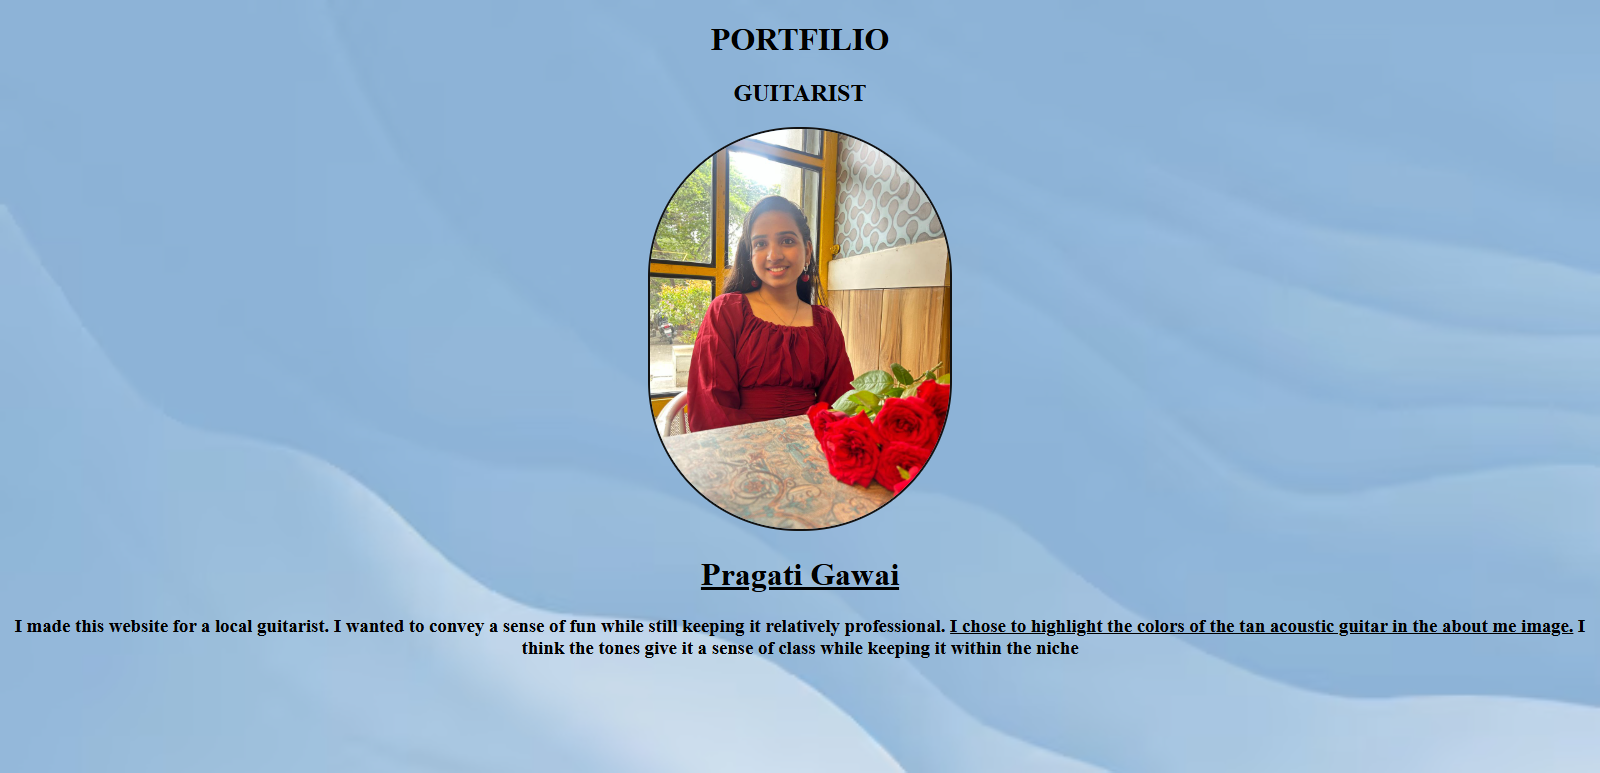 PORTFILIO
GUITARIST
Pragati Gawai
I made this website for a local guitarist. I wanted to convey a sense of fun while still keeping it relatively professional. I chose to highlight the colors of the tan acoustic guitar in the about me image. I
think the tones give it a sense of class while keeping it within the niche